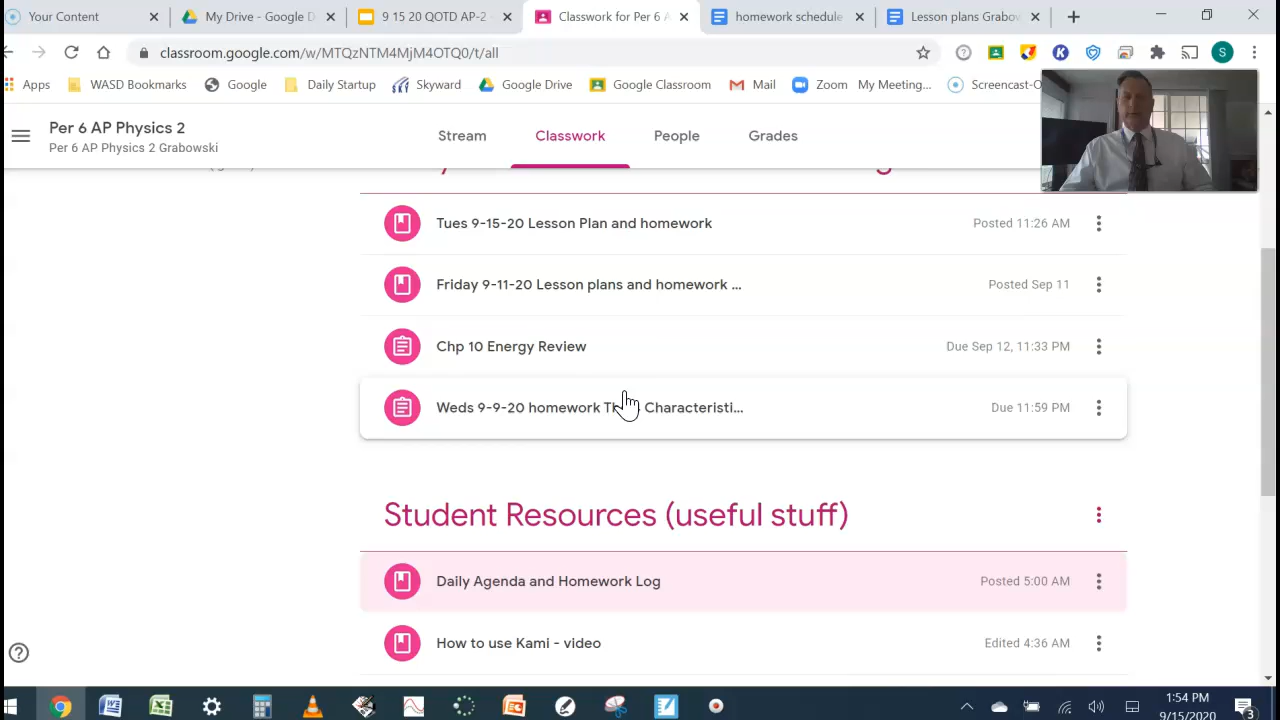 Your Content
My Drive - Google D
9 15 20 QDTD AP-2
Classwork for Per 6 A
homework schedule
Lesson plans Grabow
classroom.google.com/w/MTQzNTM4MjM4OTQ0/t/all
Apps
WASD Bookmarks
Google
Daily Startup
Skyward
Google Drive
Google Classroom
Mail
Zoom
My Meeting...
Screencast-O
Per 6 AP Physics 2
Per 6 AP Physics 2 Grabowski
Stream
Classwork
People
Grades
Tues 9-15-20 Lesson Plan and homework
Posted 11:26 AM
Friday 9-11-20 Lesson plans and homework ...
Posted Sep 11
Chp 10 Energy Review
Due Sep 12, 11:33 PM
Weds 9-9-20 homework Characteristi...
Due 11:59 PM
Student Resources (useful stuff)
Daily Agenda and Homework Log
Posted 5:00 AM
How to use Kami - video
Edited 4:36 AM
1:54 PM
9/15/2020
3